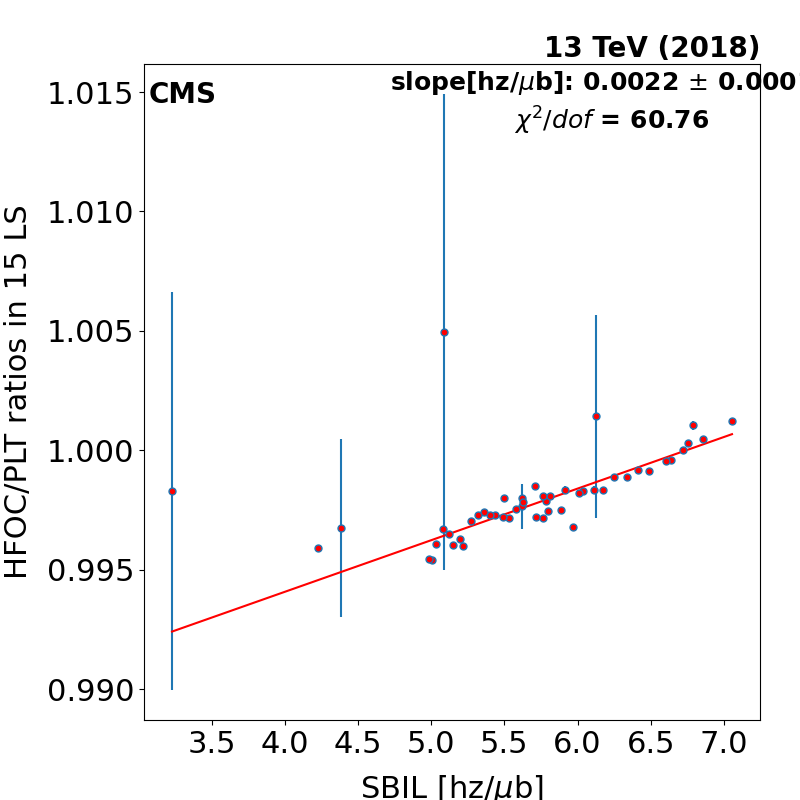 13 TeV (2018)
CMS
slope[hz/μb]: 0.0022 ± 0.000
χ²/dof = 60.76
HFOC/PLT ratios in 15 LS
1.015
1.010
1.005
1.000
0.995
0.990
3.5 4.0 4.5 5.0 5.5 6.0 6.5 7.0
SBIL [hz/μb]